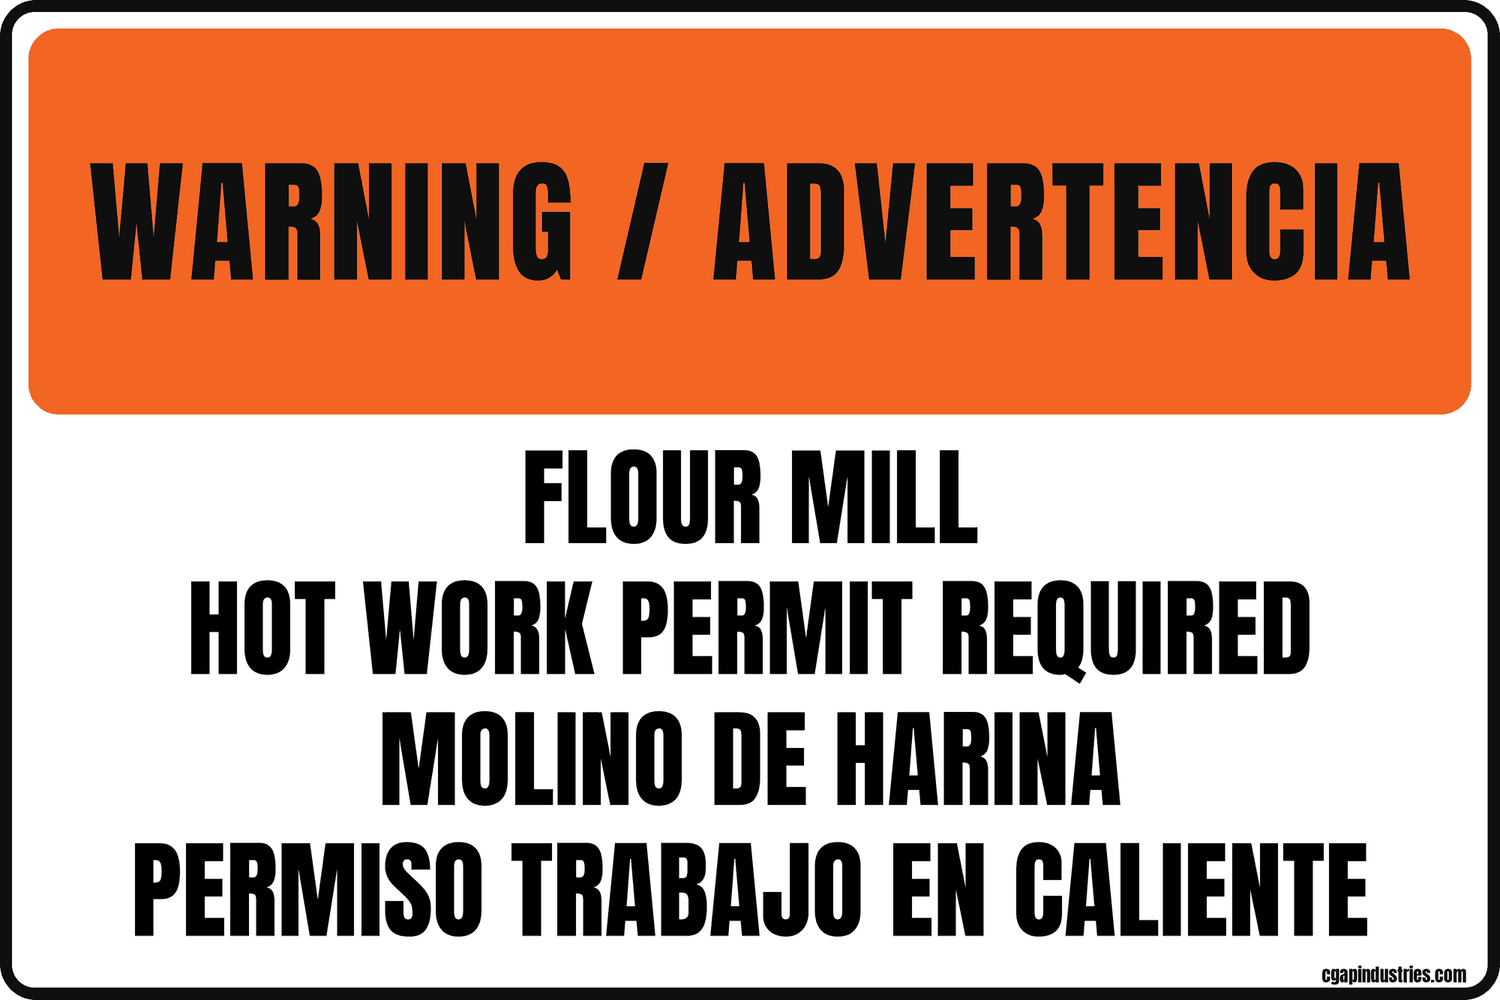 WARNING / ADVERTENCIA
FLOUR MILL
HOT WORK PERMIT REQUIRED
MOLINO DE HARINA
PERMISO TRABAJO EN CALIENTE
cgapindustries.com